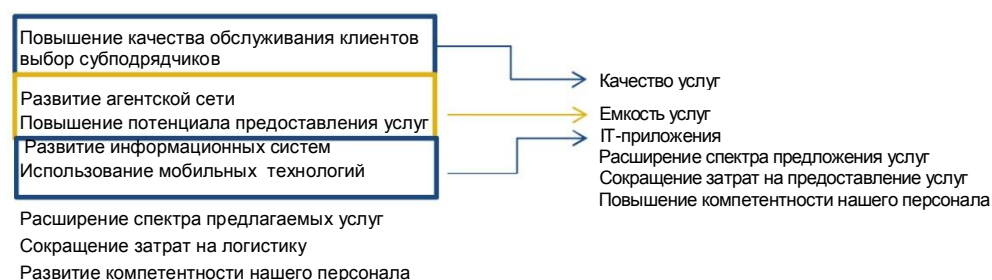 Повышение качества обслуживания клиентов
выбор субподрядчиков
Развитие агентской сети
Повышение потенциала предоставления услуг
Развитие информационных систем
Использование мобильных технологий
Расширение спектра предлагаемых услуг
Сокращение затрат на логистику
Развитие компетентности нашего персонала
Качество услуг
Емкость услуг
IT-приложения
Расширение спектра предложения услуг
Сокращение затрат на предоставление услуг
Повышение компетентности нашего персонала